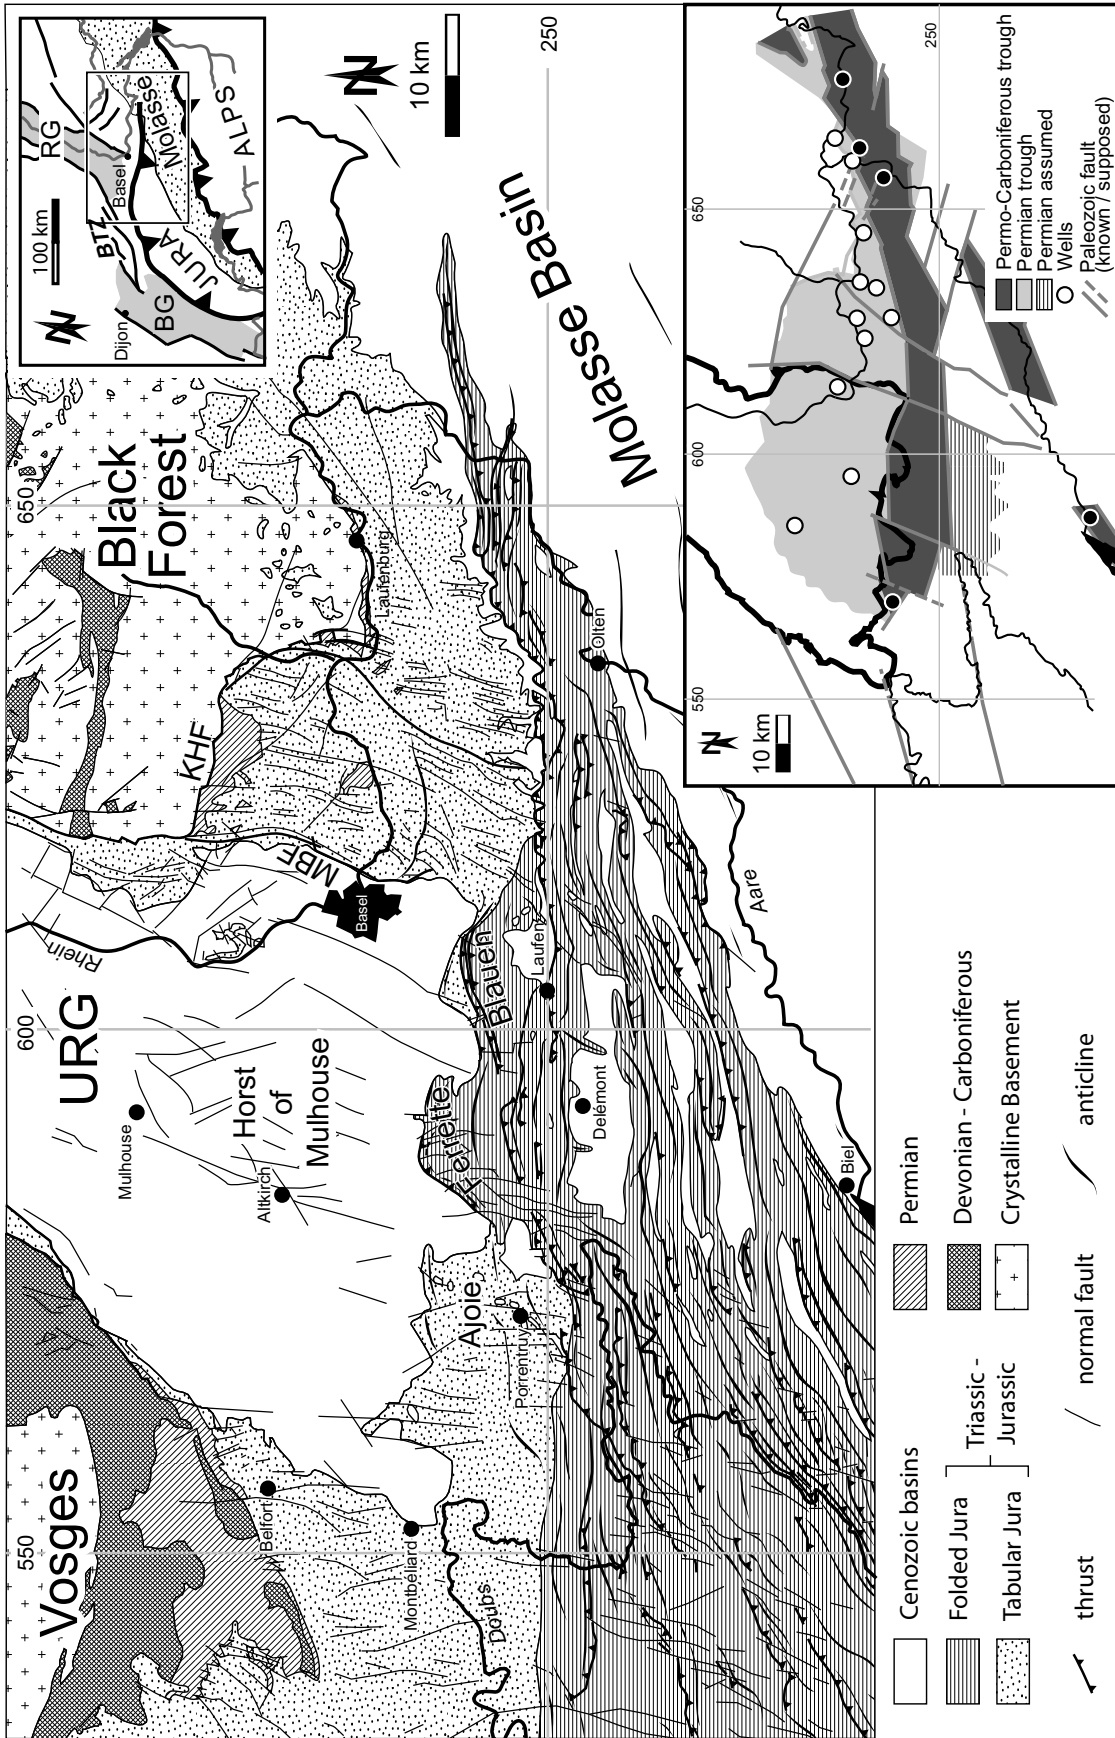 Vosges
URG
Black
Forest
Horst
of
Mulhouse
Molasse Basin
Ajoie
Ferrette
Blauen
KHF
MBF
Rhein
Doubs
Aare
Mulhouse
Altkirch
Belfort
Montbéliard
Porrentruy
Delémont
Laufen
Basel
Laufenburg
Olten
Biel
550
600
650
250
N
10 km
N
100 km
RG
BTZ
Basel
Dijon
BG
JURA
Molasse
ALPS
N
10 km
550
600
650
250
Permo-Carboniferous trough
Permian trough
Permian assumed
Wells
Paleozoic fault
(known / supposed)
Cenozoic basins
Folded Jura
Tabular Jura
Triassic -
Jurassic
Permian
Devonian - Carboniferous
Crystalline Basement
thrust
normal fault
anticline